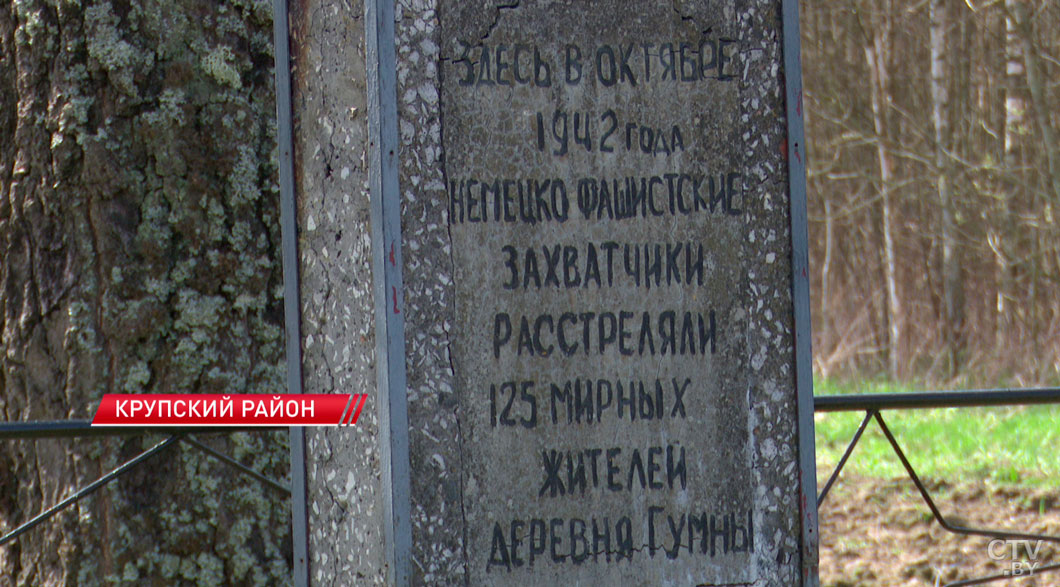 ЗДЕСЬ В ОКТЯБРЕ
1942 ГОДА
НЕМЕЦКО ФАШИСТСКИЕ
ЗАХВАТЧИКИ
РАССТРЕЛЯЛИ
125 МИРНЫХ
ЖИТЕЛЕЙ
ДЕРЕВНЯ ГУМНЫ
КРУПСКИЙ РАЙОН
CTV
.BY